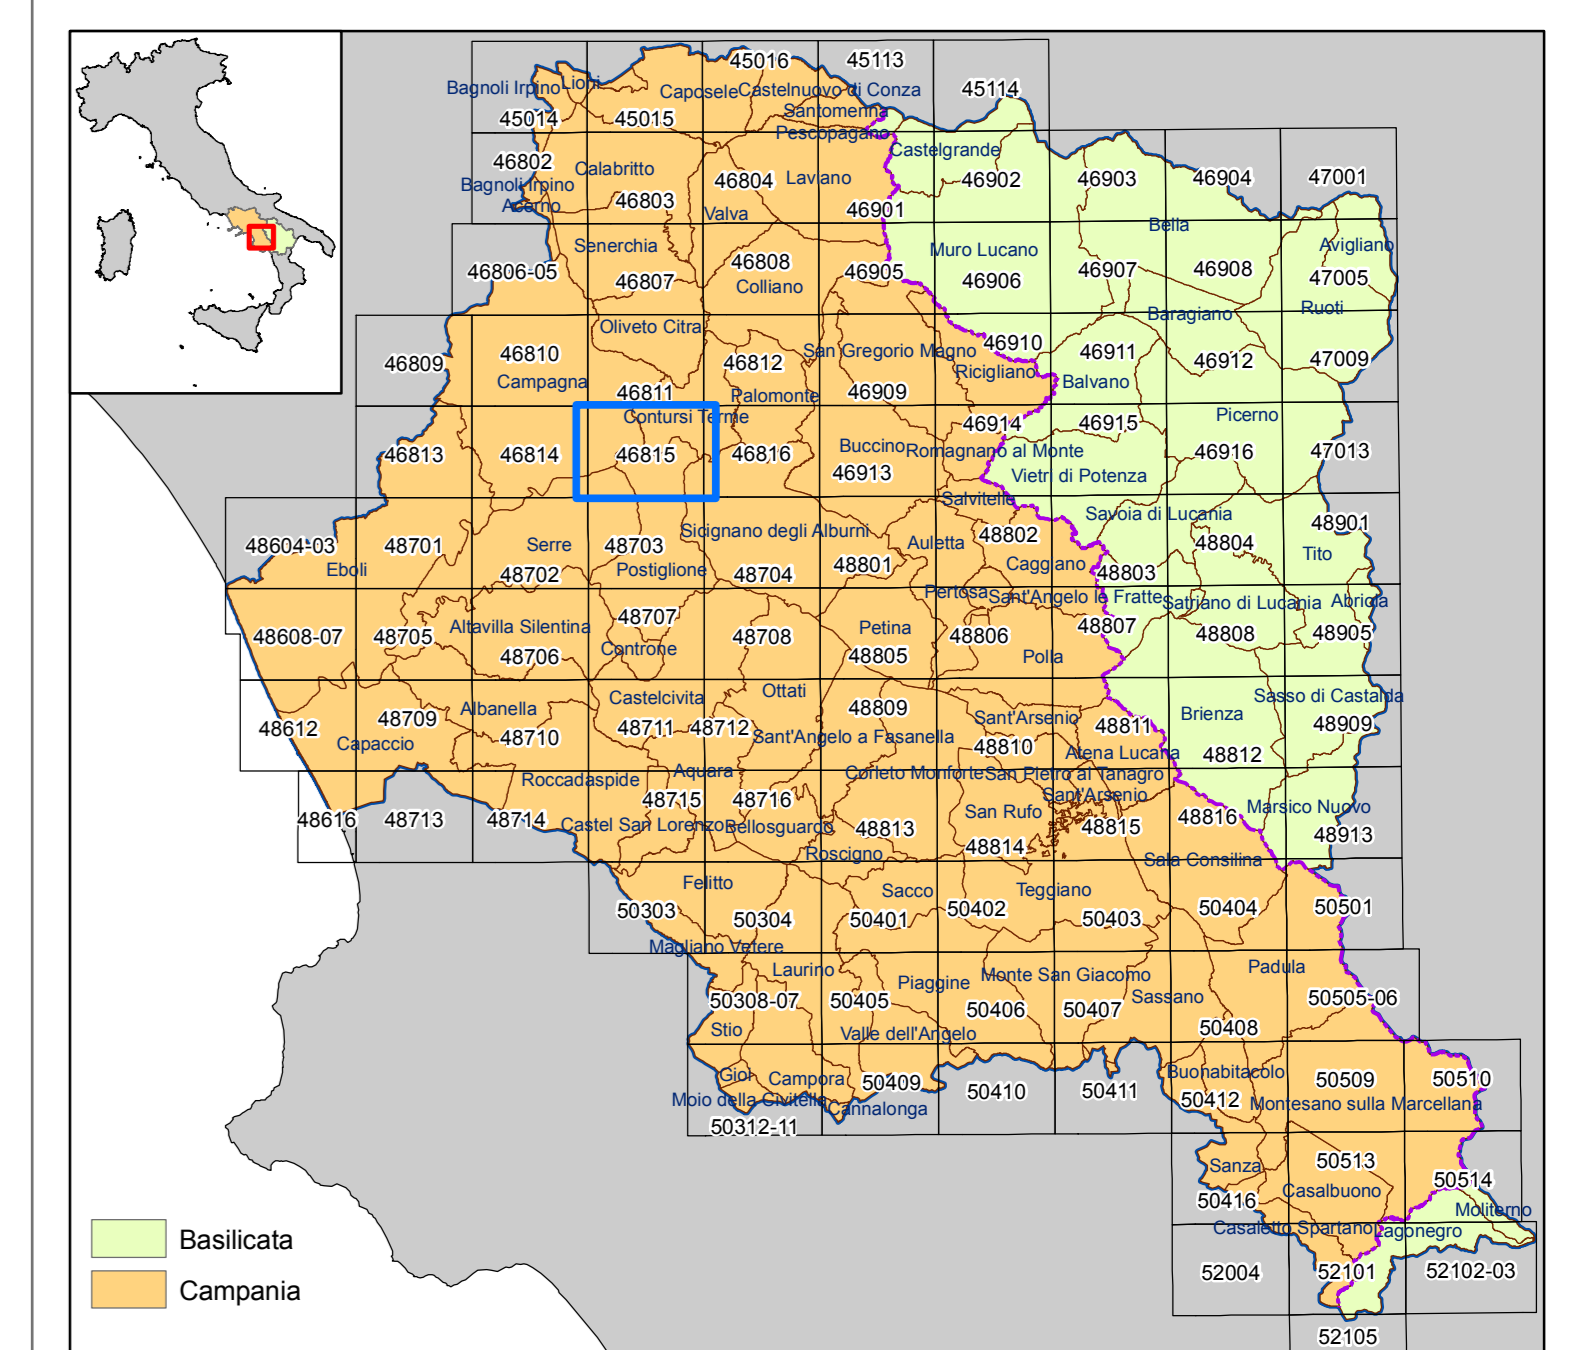 45016
45113
Bagnoli Irpino
Lioni
Caposele
Castelnuovo di Conza
45114
45014
45015
Santomenna
Pescopagano
46802
Calabritto
Castelgrande
46804
Laviano
46902
46903
46904
47001
Bagnoli Irpino
Acerno
46803
Valva
46901
Bella
Senerchia
Muro Lucano
Avigliano
46806-05
46807
46808
46905
46906
46907
46908
47005
Colliano
Oliveto Citra
Baragiano
Ruoti
46809
46810
46812
San Gregorio Magno
46910
46911
46912
47009
Campagna
46811
Palomonte
46909
Ricigliano
Balvano
Contursi Terme
46914
46915
Picerno
46813
46814
46815
46816
Buccino
Romagnano al Monte
46916
47013
46913
Vietri di Potenza
Salvitelle
Savoia di Lucania
48901
48604-03
48701
Serre
48703
Sicignano degli Alburni
Auletta
48802
48804
Tito
Eboli
48702
Postiglione
48704
48801
Caggiano
48803
Pertosa
Sant'Angelo le Fratte
Satriano di Lucania
Abriola
48608-07
48705
Altavilla Silentina
48707
48708
Petina
48806
48807
48808
48905
48706
Controne
48805
Polla
Castelcivita
Ottati
Sasso di Castalda
48612
48709
Albanella
48711
48712
48809
Sant'Arsenio
48811
Brienza
48909
Capaccio
48710
Sant'Angelo a Fasanella
48810
Atena Lucana
48812
Roccadaspide
Aquara
Corleto Monforte
San Pietro al Tanagro
48616
48713
48714
48715
48716
Sant'Arsenio
San Rufo
48816
Marsico Nuovo
Castel San Lorenzo
Bellosguardo
48813
48815
48913
Roscigno
48814
Sala Consilina
Felitto
Sacco
Teggiano
50303
50304
50401
50402
50403
50404
50501
Magliano Vetere
Laurino
Piaggine
Monte San Giacomo
Padula
50308-07
50405
50406
50407
Sassano
50505-06
Stio
Valle dell'Angelo
50408
Gioi
Campora
50409
50410
50411
Buonabitacolo
50509
50510
Moio della Civitella
Cannalonga
50412
Montesano sulla Marcellana
50312-11
Sanza
50513
50514
50416
Casalbuono
Moliterno
Casaletto Spartano
Lagonegro
52004
52101
52102-03
52105
Basilicata
Campania